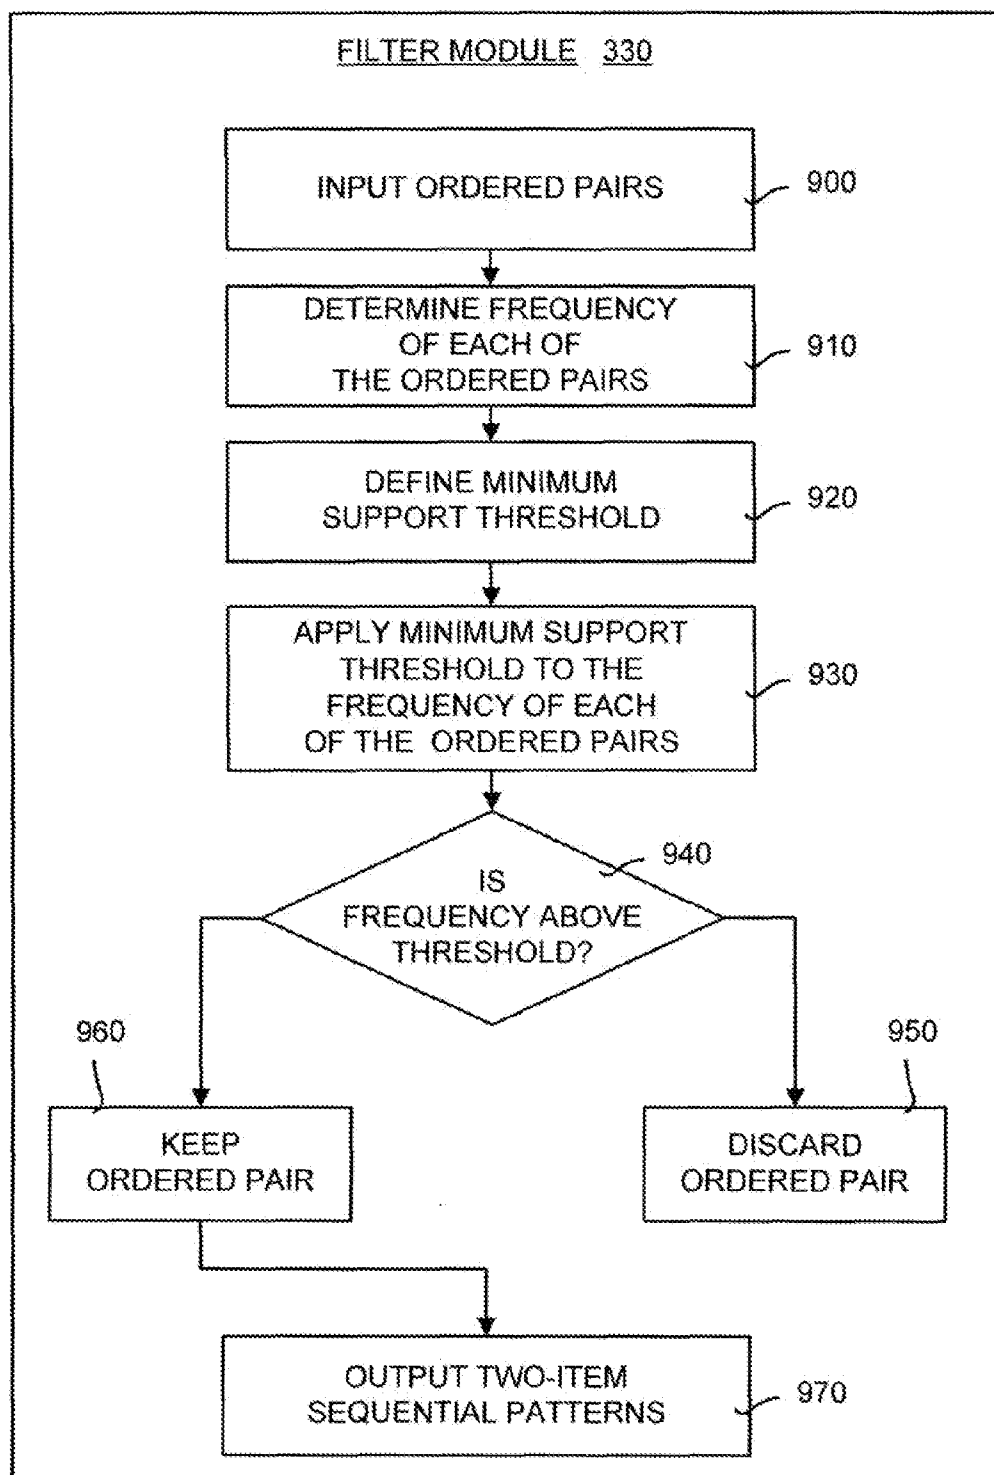 FILTER MODULE 330
INPUT ORDERED PAIRS
900
DETERMINE FREQUENCY
OF EACH OF
THE ORDERED PAIRS
910
DEFINE MINIMUM
SUPPORT THRESHOLD
920
APPLY MINIMUM SUPPORT
THRESHOLD TO THE
FREQUENCY OF EACH
OF THE ORDERED PAIRS
930
IS
FREQUENCY ABOVE
THRESHOLD?
940
960
KEEP
ORDERED PAIR
950
DISCARD
ORDERED PAIR
OUTPUT TWO-ITEM
SEQUENTIAL PATTERNS
970